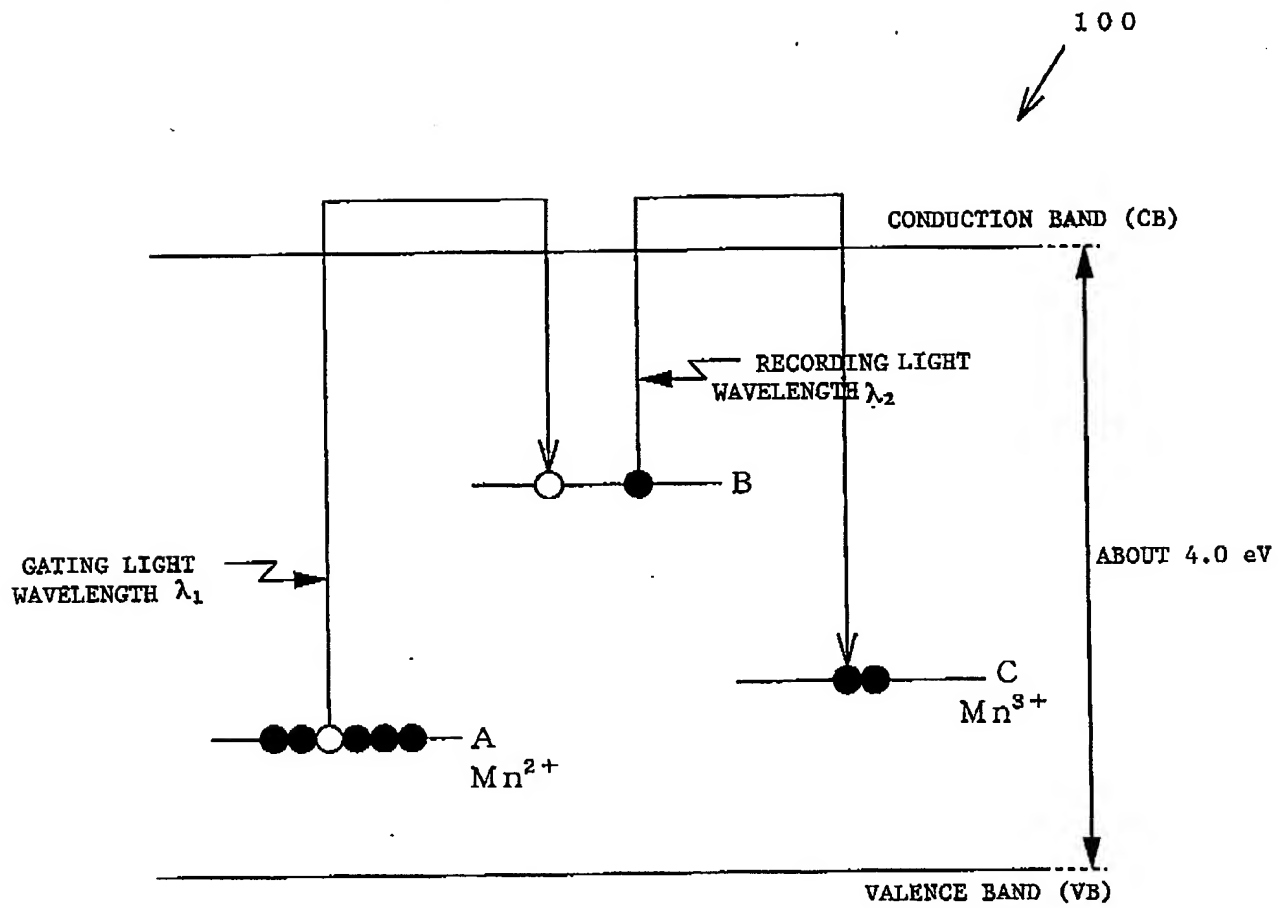 100
CONDUCTION BAND (CB)
RECORDING LIGHT
WAVELENGTH λ₂
B
GATING LIGHT
WAVELENGTH λ₁
ABOUT 4.0 eV
C
Mn³⁺
A
Mn²⁺
VALENCE BAND (VB)